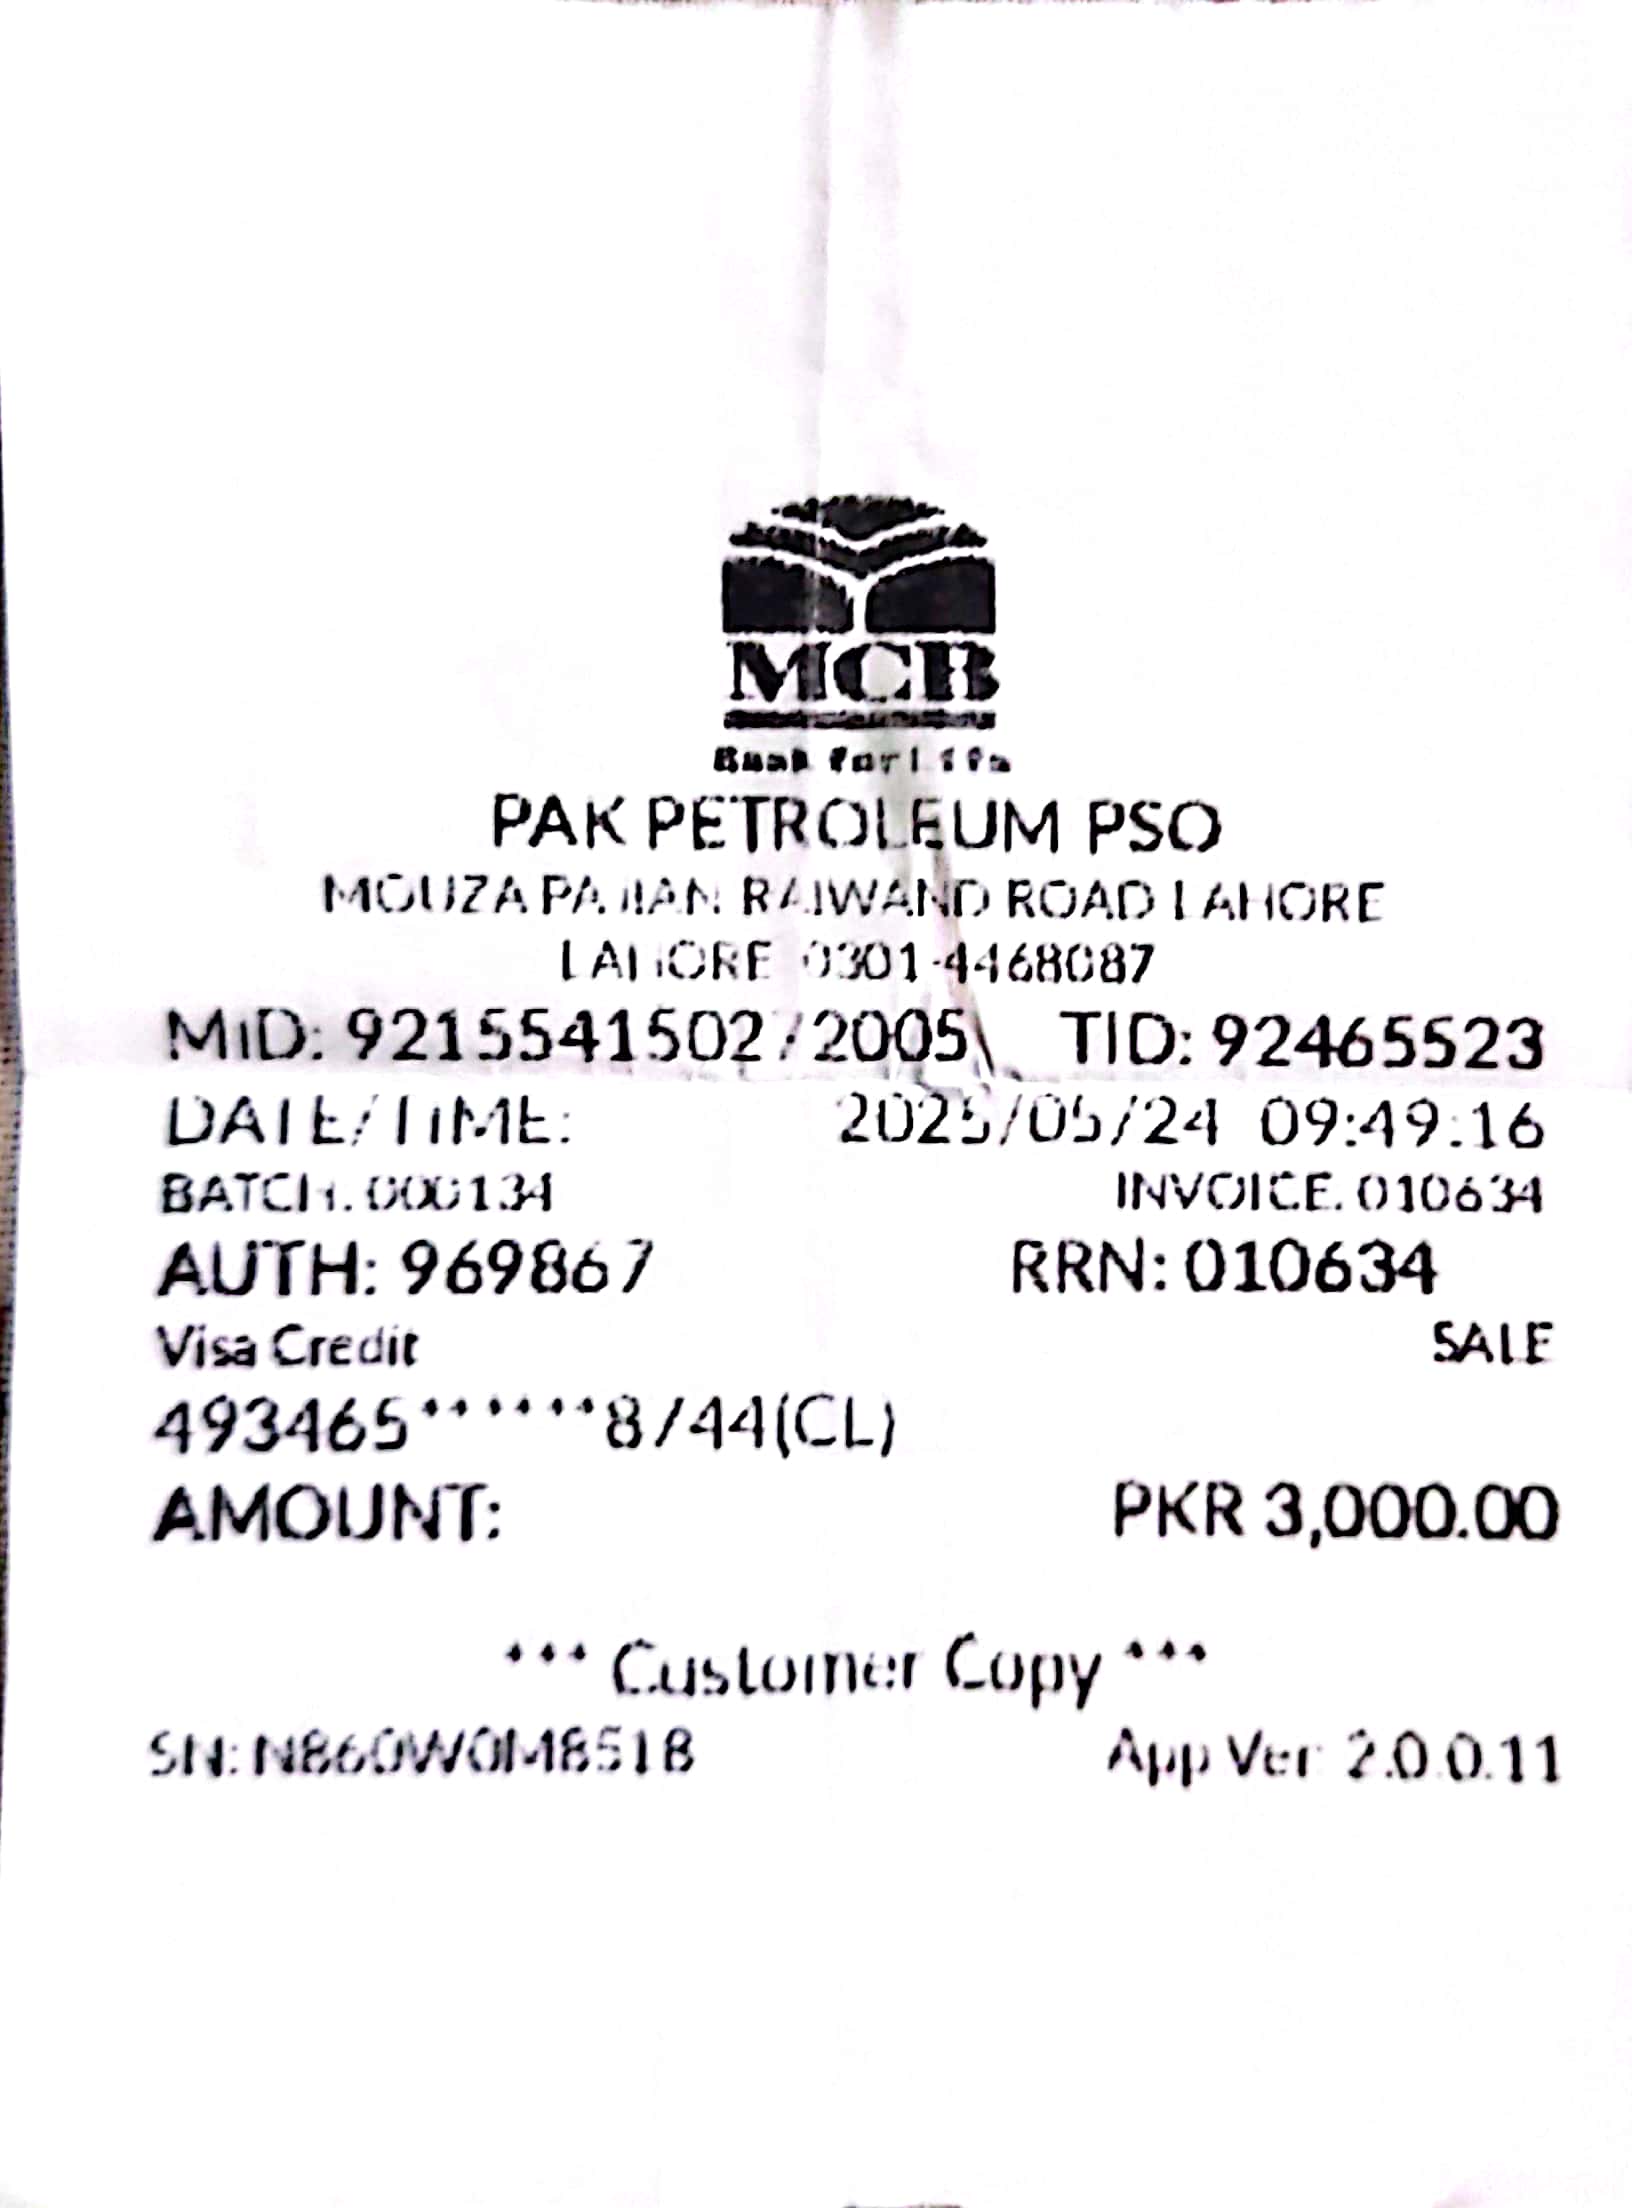 MCB
Bank for Life
PAK PETROLEUM PSO
MOUZA PAJIAN RAIWAND ROAD LAHORE
LAHORE 0301-4468087
MID: TID: 92465523
DATE/TIME: 2025/05/24 09:49:16
BATCH: 000134 INVOICE: 010634
AUTH: 969867 RRN: 010634
Visa Credit SALE
493465******8744(CL)
AMOUNT: PKR 3,000.00
*** Customer Copy ***
SN: N860W0M8518 App Ver 2.0.0.11